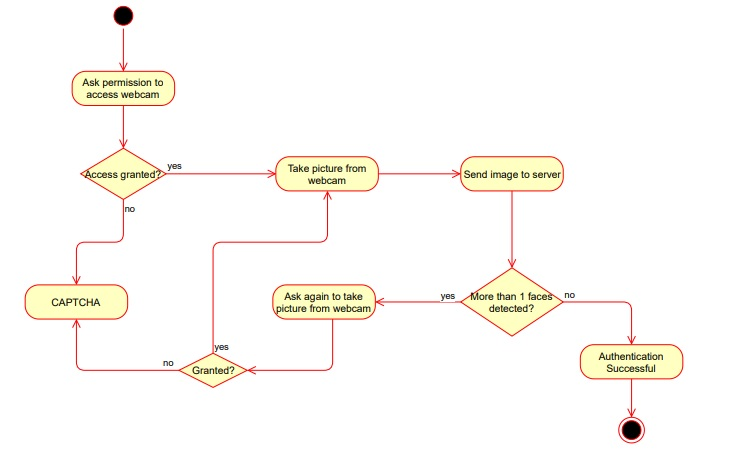 Ask permission to
access webcam
Access granted?
yes
no
Take picture from
webcam
Send image to server
More than 1 faces
detected?
yes
no
Ask again to take
picture from webcam
CAPTCHA
Granted?
yes
no
Authentication
Successful